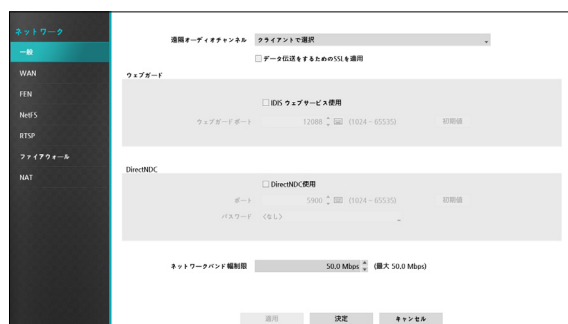 ネットワーク
一般
WAN
FEN
NetFS
RTSP
ファイアウォール
NAT
遠隔オーディオチャンネル クライアントで選択
データ伝送をするためのSSLを適用
ウェブガード
IDIS ウェブサービス使用
ウェブガードポート 12088 (1024 ~ 65535) 初期値
DirectNDC
DirectNDC使用
ポート 5900 (1024 ~ 65535) 初期値
パスワード <なし>
ネットワークバンド幅制限 50.0 Mbps (最大 50.0 Mbps)
適用 決定 キャンセル